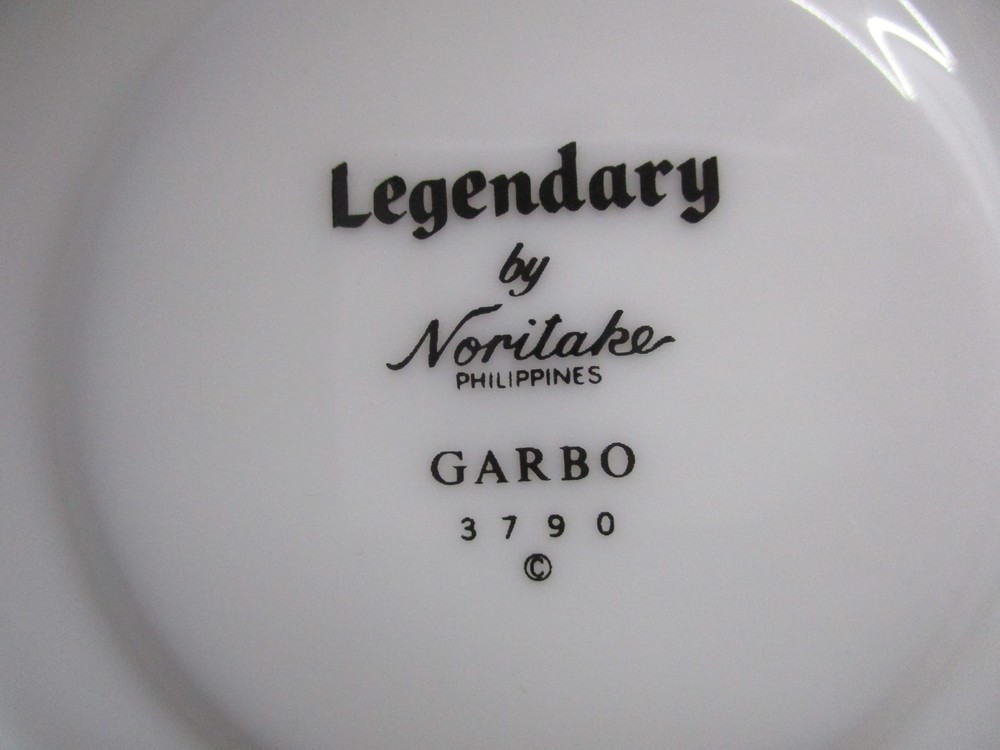 Legendary
by
Noritake
PHILIPPINES
GARBO
3790
©